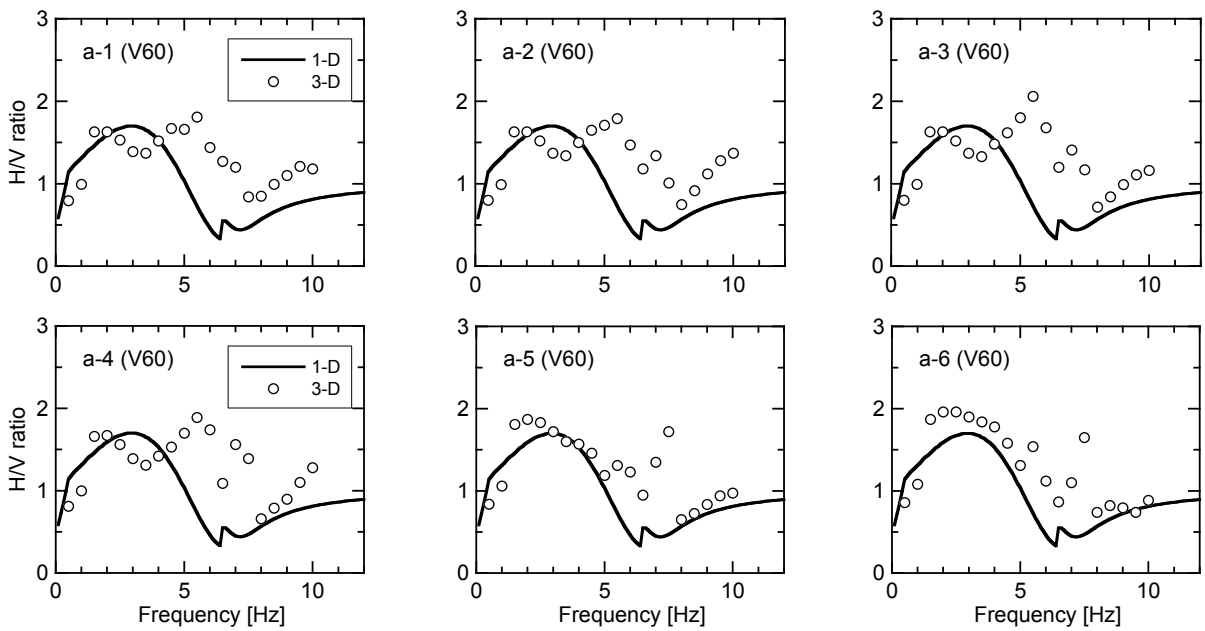 3
a-1 (V60)
1-D
3-D
2
H/V ratio
1
0
0
5
10
3
a-2 (V60)
2
1
0
0
5
10
3
a-3 (V60)
2
1
0
0
5
10
3
a-4 (V60)
1-D
3-D
2
H/V ratio
1
0
0
5
10
Frequency [Hz]
3
a-5 (V60)
2
1
0
0
5
10
Frequency [Hz]
3
a-6 (V60)
2
1
0
0
5
10
Frequency [Hz]